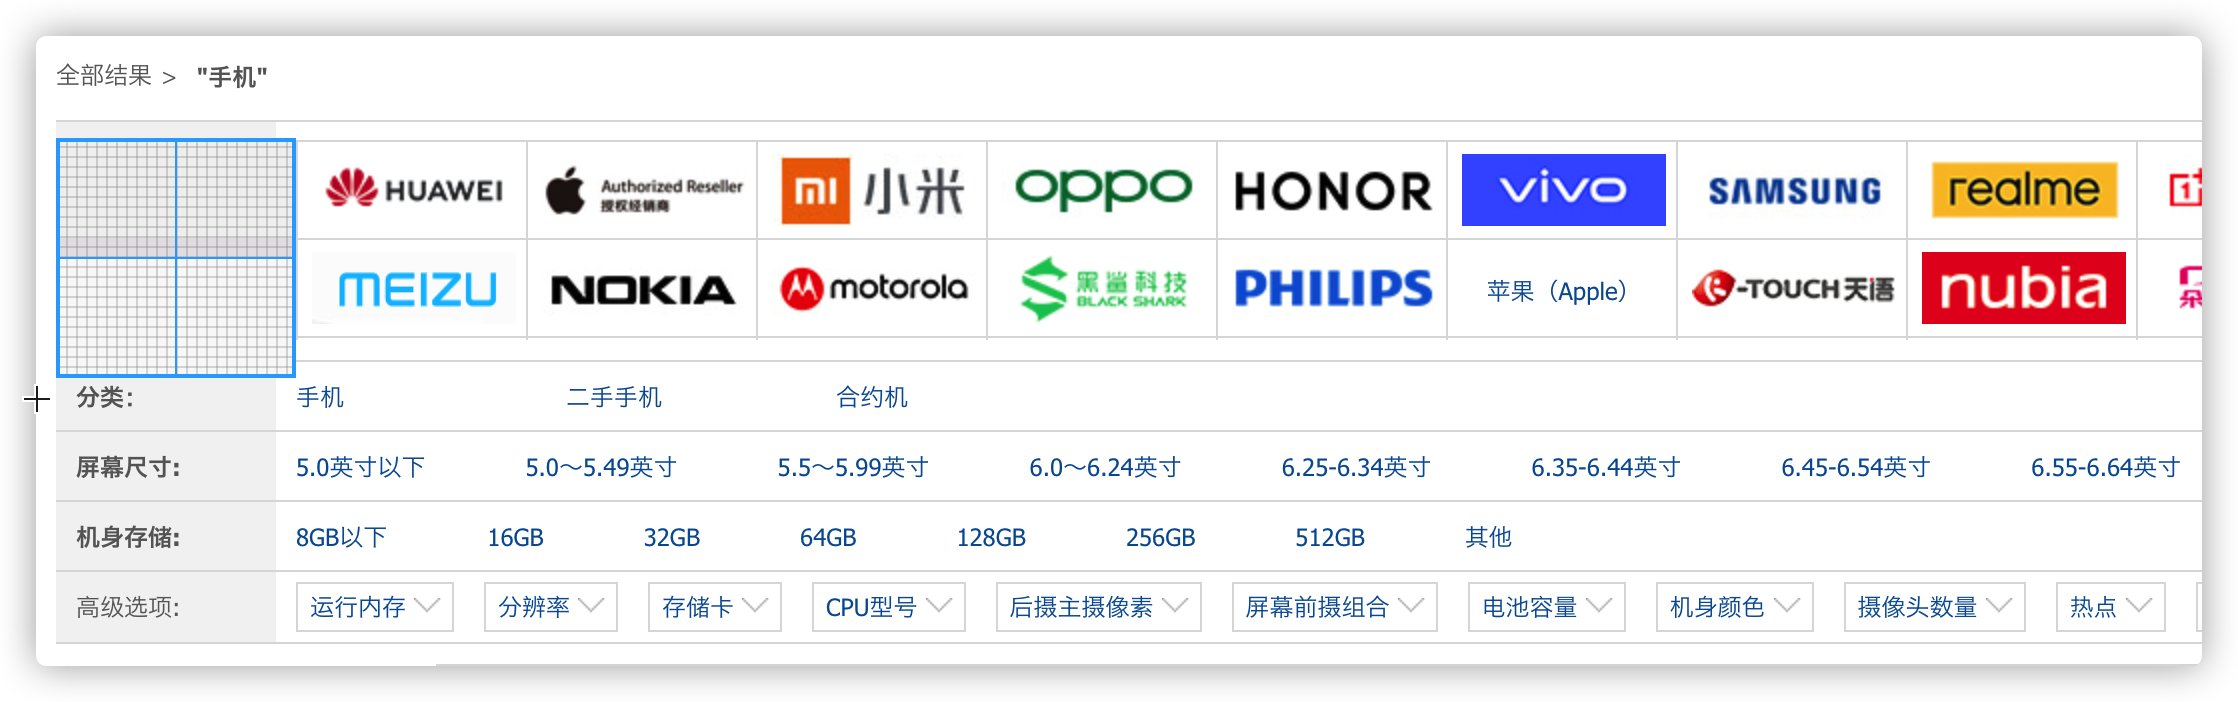 全部结果 > "手机"
HUAWEI Authorized Reseller 授权经销商 mi 小米 oppo HONOR vivo SAMSUNG realme 1
MEIZU NOKIA motorola 黑鲨科技 BLACK SHARK PHILIPS 苹果（Apple） -TOUCH天语 nubia
分类: 手机 二手手机 合约机
屏幕尺寸: 5.0英寸以下 5.0～5.49英寸 5.5～5.99英寸 6.0～6.24英寸 6.25-6.34英寸 6.35-6.44英寸 6.45-6.54英寸 6.55-6.64英寸
机身存储: 8GB以下 16GB 32GB 64GB 128GB 256GB 512GB 其他
高级选项: 运行内存 分辨率 存储卡 CPU型号 后摄主摄像素 屏幕前摄组合 电池容量 机身颜色 摄像头数量 热点